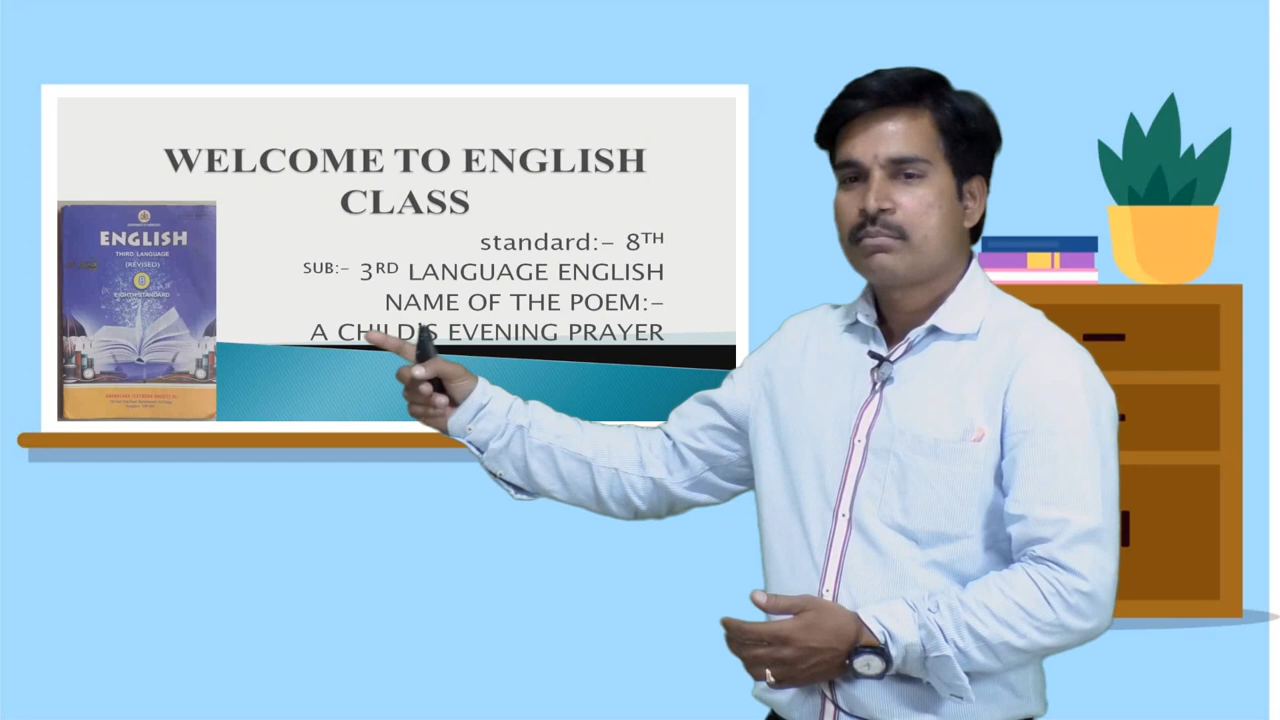 WELCOME TO ENGLISH
CLASS
standard:- 8TH
SUB:- 3RD LANGUAGE ENGLISH
NAME OF THE POEM:-
A CHILD'S EVENING PRAYER
ENGLISH
THIRD LANGUAGE
(REVISED)
8
EIGHTH STANDARD